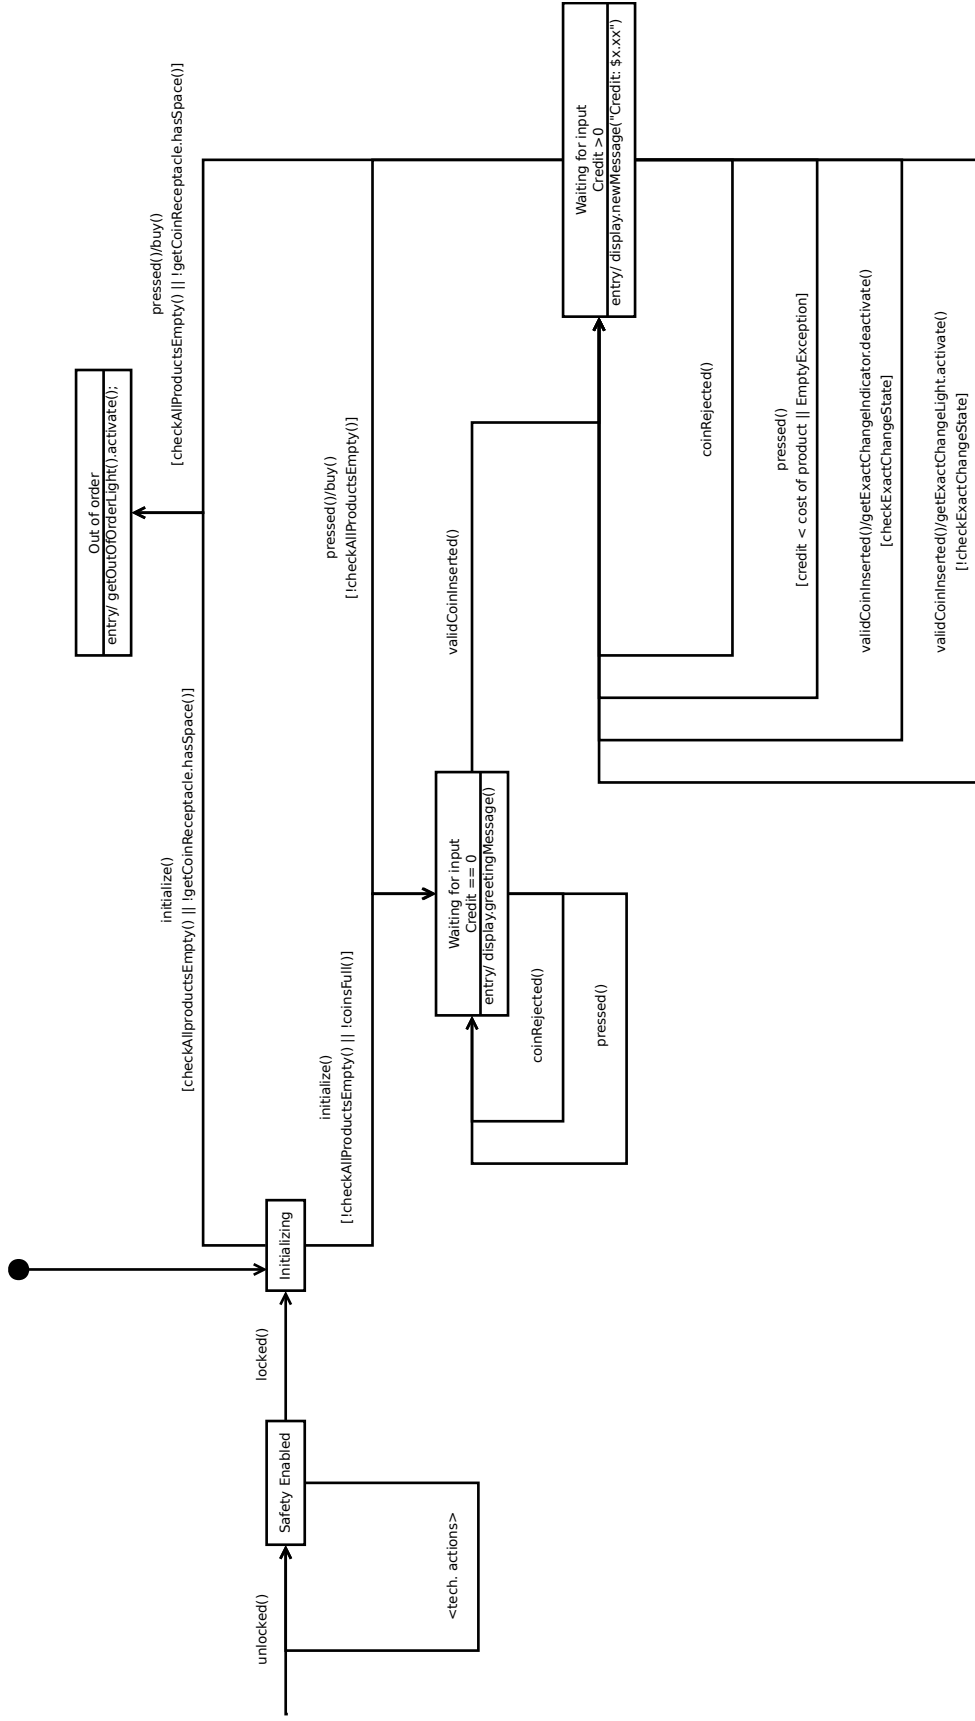 pressed()/buy()
[checkAllProductsEmpty() || !getCoinReceptacle.hasSpace()]
Out of order
entry/ getOutOfOrderLight().activate();
initialize()
[checkAllproductsEmpty() || !getCoinReceptacle.hasSpace()]
pressed()/buy()
[!checkAllProductsEmpty()]
initialize()
[!checkAllProductsEmpty() || !coinsFull()]
Waiting for input
Credit >0
entry/ display.newMessage("Credit: $x.xx")
validCoinInserted()
Waiting for input
Credit == 0
entry/ display.greetingMessage()
coinRejected()
pressed()
coinRejected()
pressed()
[credit < cost of product || EmptyException]
validCoinInserted()/getExactChangeIndicator.deactivate()
[checkExactChangeState]
validCoinInserted()/getExactChangeLight.activate()
[!checkExactChangeState]
Initializing
locked()
Safety Enabled
unlocked()
<tech. actions>